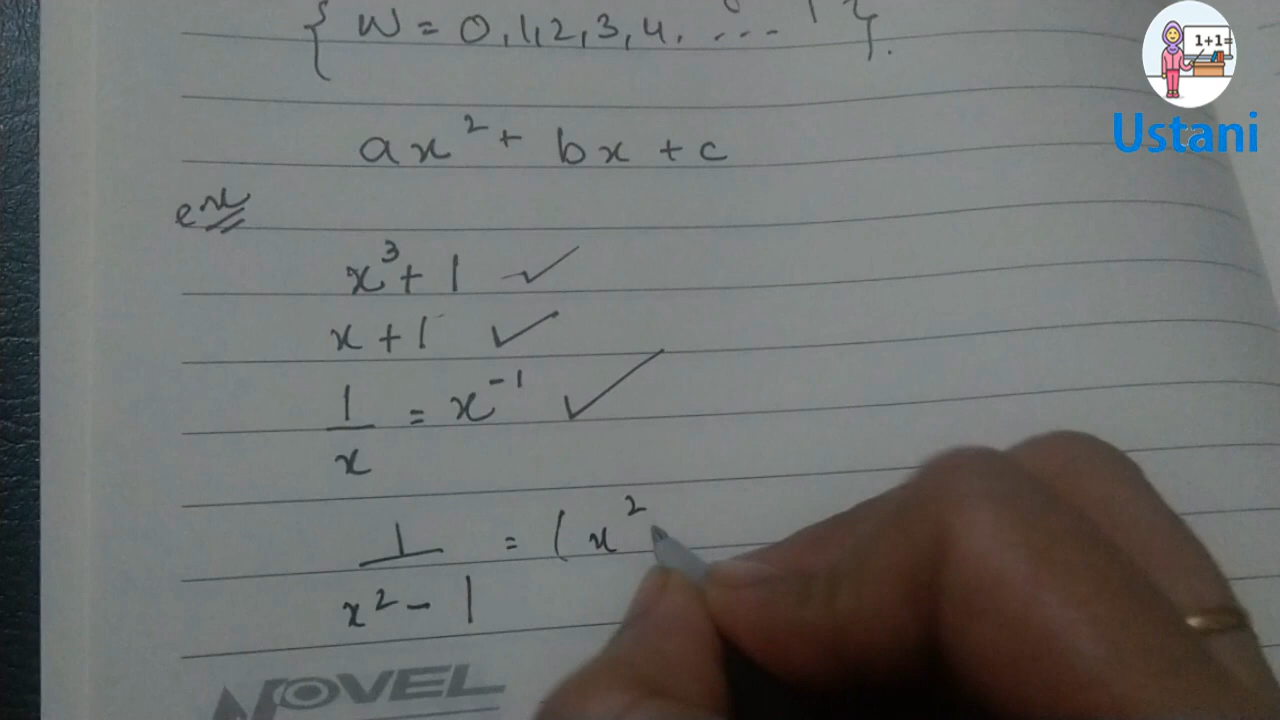 { W = 0, 1, 2, 3, 4, ... }.
1+1=
Ustani
ax² + bx + c
ex
x³ + 1 ✓
x + 1 ✓
1/x = x⁻¹ ✓
1/(x² - 1) = (x²
NOVEL